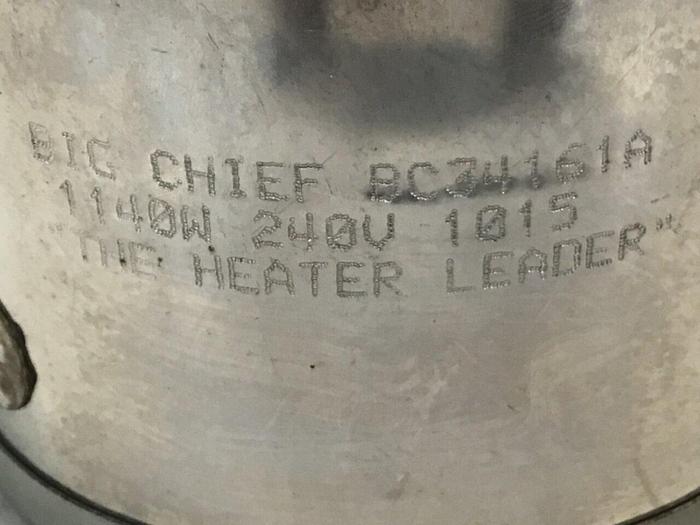 BIG CHIEF BC34161A
1140W 240V 1015
"THE HEATER LEADER"